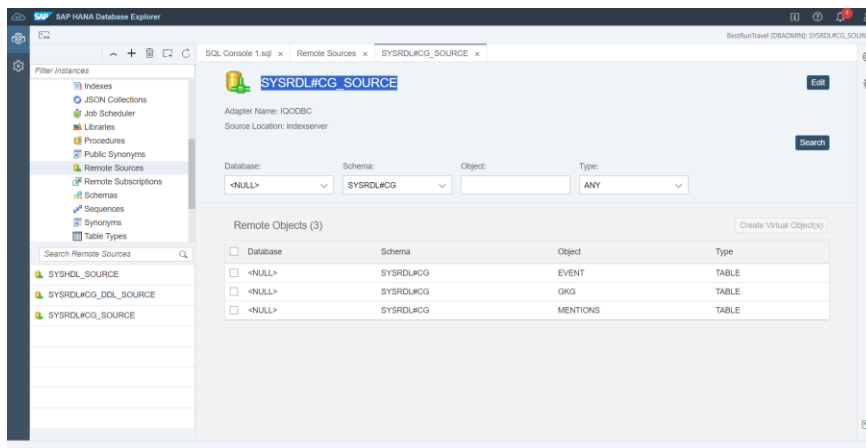 SAP SAP HANA Database Explorer
1
BestRunTravel (DBADMIN): SYSRDL#CG_SOUR
SQL Console 1.sql x Remote Sources x SYSRDL#CG_SOURCE x
Filter Instances
Indexes
JSON Collections
Job Scheduler
Libraries
Procedures
Public Synonyms
Remote Sources
Remote Subscriptions
Schemas
Sequences
Synonyms
Table Types
Search Remote Sources
SYSHDL_SOURCE
SYSRDL#CG_DDL_SOURCE
SYSRDL#CG_SOURCE
SYSRDL#CG_SOURCE
Edit
Adapter Name: IQODBC
Source Location: indexserver
Search
Database: Schema: Object: Type:
<NULL> SYSRDL#CG ANY
Remote Objects (3)
Create Virtual Object(s)
Database Schema Object Type
<NULL> SYSRDL#CG EVENT TABLE
<NULL> SYSRDL#CG GKG TABLE
<NULL> SYSRDL#CG MENTIONS TABLE